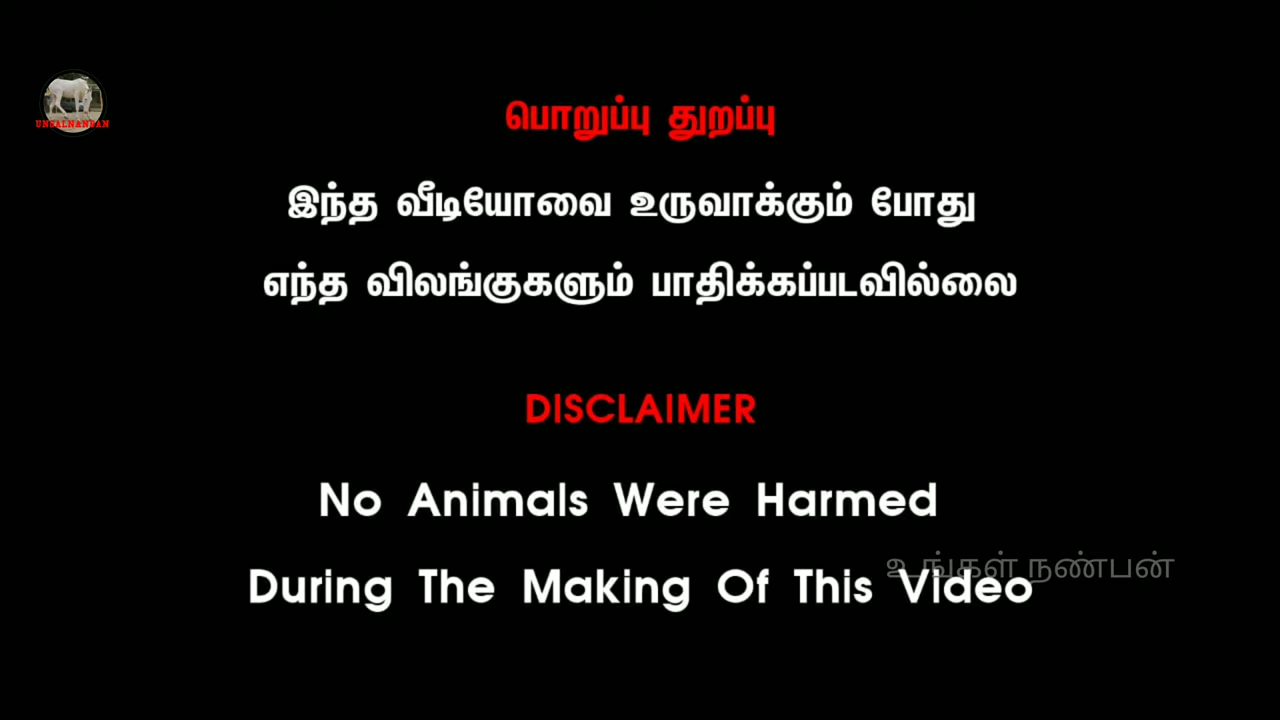 UNGALNANBAN
பொறுப்பு துறப்பு
இந்த வீடியோவை உருவாக்கும் போது
எந்த விலங்குகளும் பாதிக்கப்படவில்லை
DISCLAIMER
No Animals Were Harmed
உங்கள் நண்பன்
During The Making Of This Video